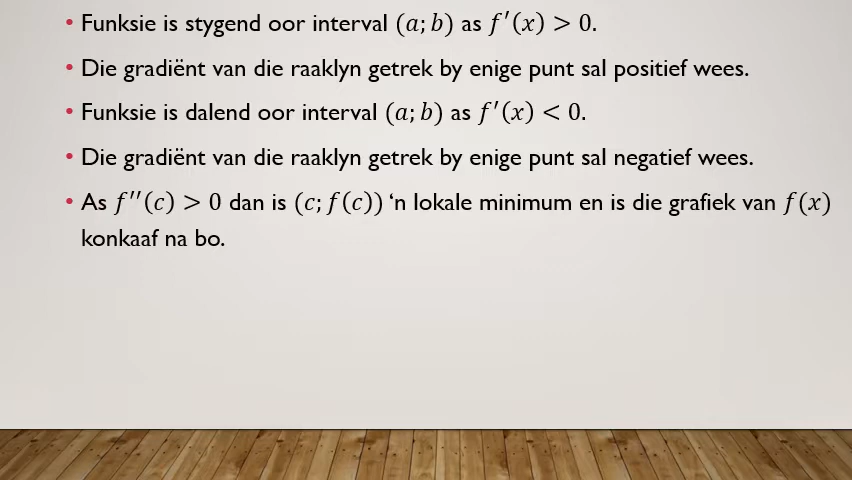 • Funksie is stygend oor interval (a; b) as f′(x) > 0.
• Die gradiënt van die raaklyn getrek by enige punt sal positief wees.
• Funksie is dalend oor interval (a; b) as f′(x) < 0.
• Die gradiënt van die raaklyn getrek by enige punt sal negatief wees.
• As f′′(c) > 0 dan is (c; f(c)) ‘n lokale minimum en is die grafiek van f(x)
konkaaf na bo.